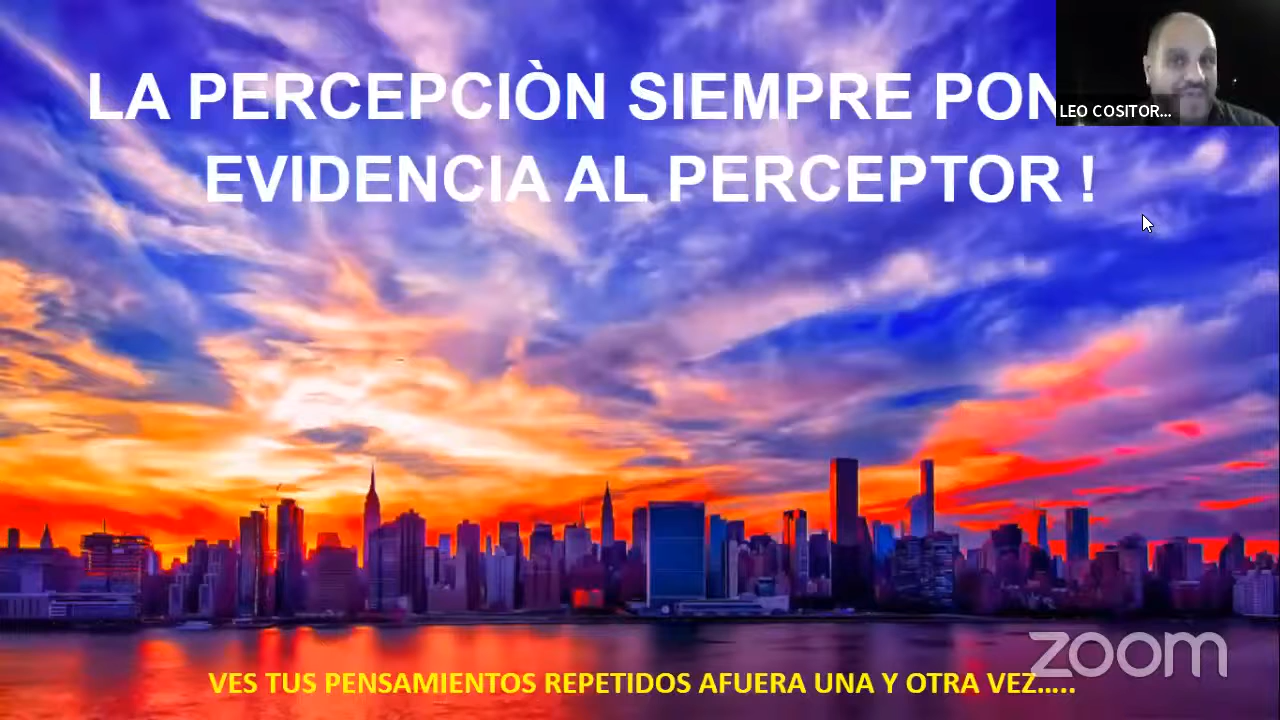 LA PERCEPCIÒN SIEMPRE PON
EVIDENCIA AL PERCEPTOR !
LEO COSITOR...
zoom
VES TUS PENSAMIENTOS REPETIDOS AFUERA UNA Y OTRA VEZ.....